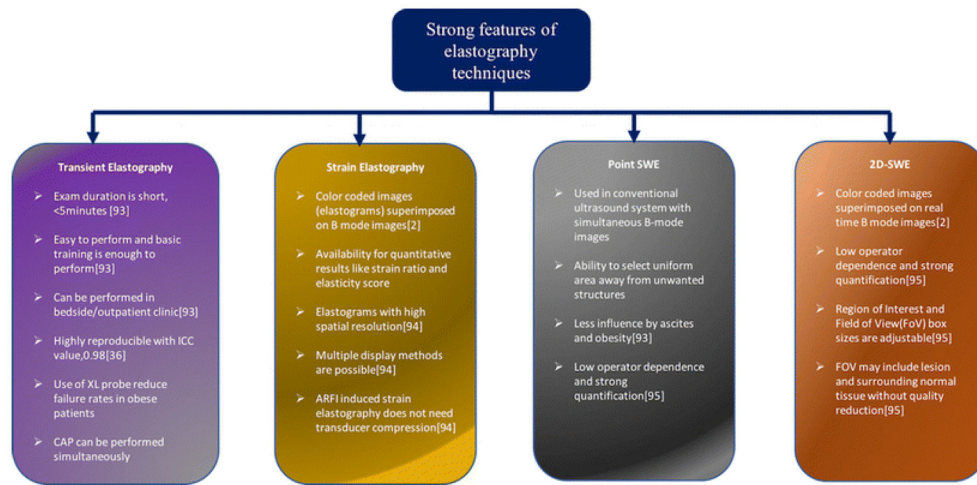 Strong features of
elastography
techniques
Transient Elastography
➢ Exam duration is short,
<5minutes [93]
➢ Easy to perform and basic
training is enough to
perform[93]
➢ Can be performed in
bedside/outpatient clinic[93]
➢ Highly reproducible with ICC
value,0.98[36]
➢ Use of XL probe reduce
failure rates in obese
patients
➢ CAP can be performed
simultaneously
Strain Elastography
➢ Color coded images
(elastograms) superimposed
on B mode images[2]
➢ Availability for quantitative
results like strain ratio and
elasticity score
➢ Elastograms with high
spatial resolution[94]
➢ Multiple display methods
are possible[94]
➢ ARFI induced strain
elastography does not need
transducer compression[94]
Point SWE
➢ Used in conventional
ultrasound system with
simultaneous B-mode
images
➢ Ability to select uniform
area away from unwanted
structures
➢ Less influence by ascites
and obesity[93]
➢ Low operator dependence
and strong
quantification[95]
2D-SWE
➢ Color coded images
superimposed on real
time B mode images[2]
➢ Low operator
dependence and strong
quantification[95]
➢ Region of Interest and
Field of View(FoV) box
sizes are adjustable[95]
➢ FOV may include lesion
and surrounding normal
tissue without quality
reduction[95]